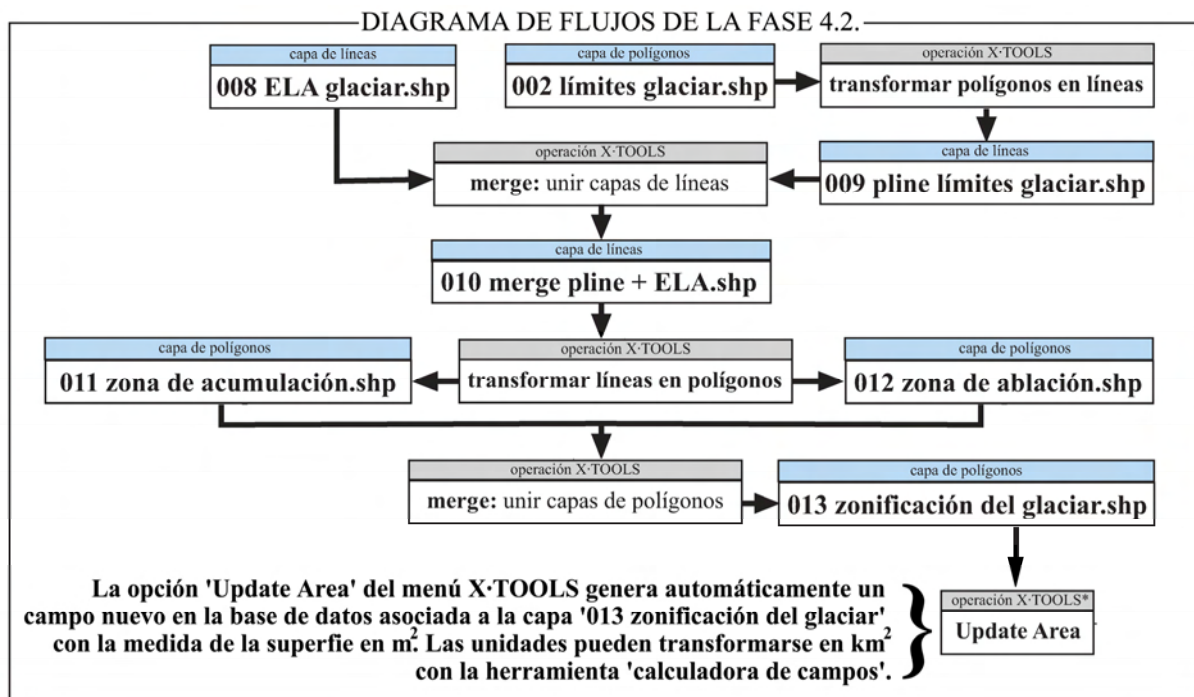 DIAGRAMA DE FLUJOS DE LA FASE 4.2.
capa de líneas
008 ELA glaciar.shp
capa de polígonos
002 límites glaciar.shp
operación X·TOOLS
transformar polígonos en líneas
operación X·TOOLS
merge: unir capas de líneas
capa de líneas
009 pline límites glaciar.shp
capa de líneas
010 merge pline + ELA.shp
capa de polígonos
011 zona de acumulación.shp
operación X·TOOLS
transformar líneas en polígonos
capa de polígonos
012 zona de ablación.shp
operación X·TOOLS
merge: unir capas de polígonos
capa de polígonos
013 zonificación del glaciar.shp
La opción 'Update Area' del menú X·TOOLS genera automáticamente un
campo nuevo en la base de datos asociada a la capa '013 zonificación del glaciar'
con la medida de la superfie en m². Las unidades pueden transformarse en km²
con la herramienta 'calculadora de campos'.
operación X·TOOLS*
Update Area